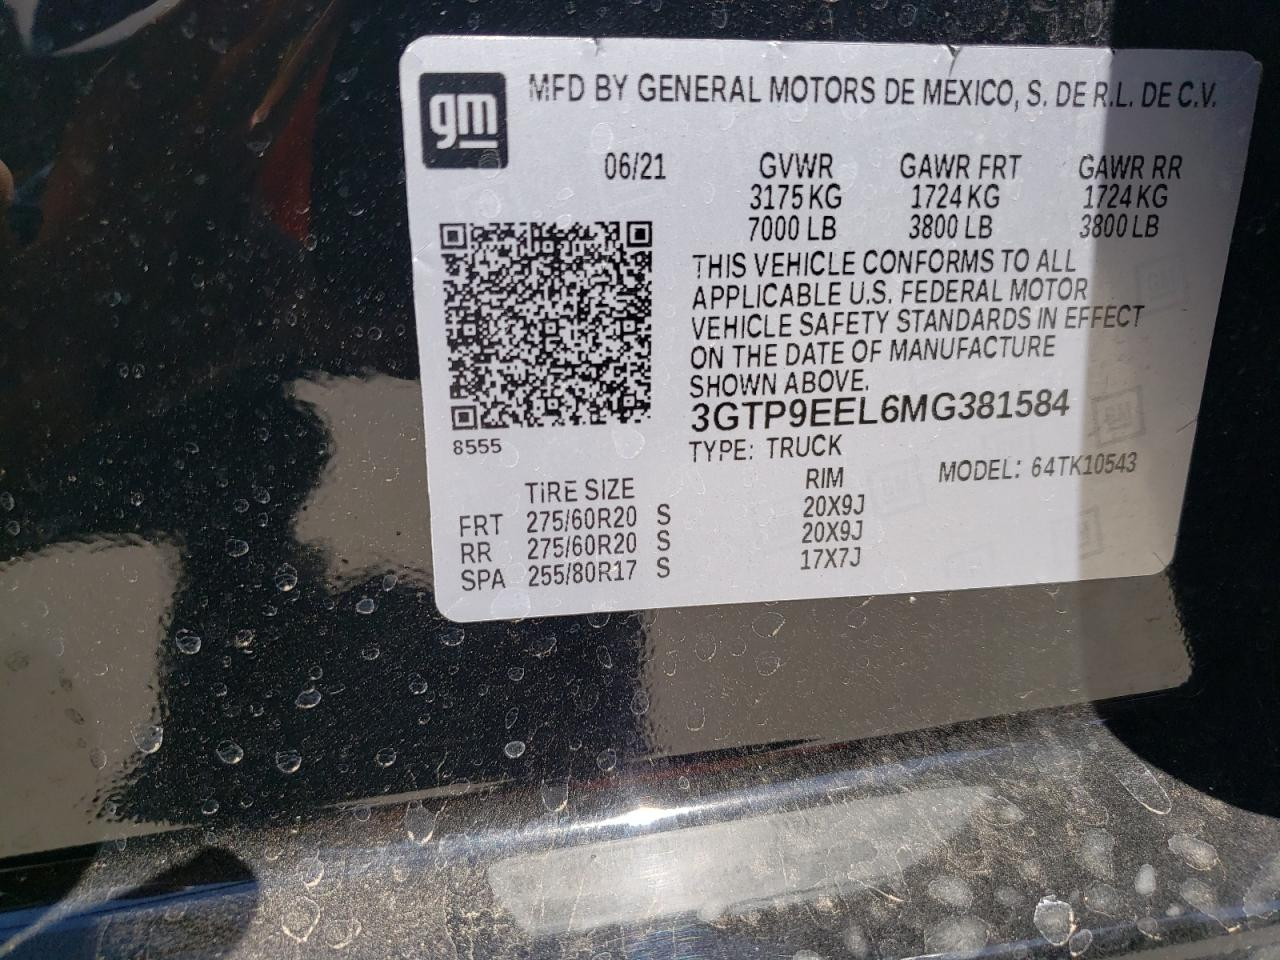 gm
MFD BY GENERAL MOTORS DE MEXICO, S. DE R.L. DE C.V.
06/21 GVWR GAWR FRT GAWR RR
3175 KG 1724 KG 1724 KG
7000 LB 3800 LB 3800 LB
THIS VEHICLE CONFORMS TO ALL
APPLICABLE U.S. FEDERAL MOTOR
VEHICLE SAFETY STANDARDS IN EFFECT
ON THE DATE OF MANUFACTURE
SHOWN ABOVE.
3GTP9EEL6MG381584
8555
TYPE: TRUCK
MODEL: 64TK10543
TIRE SIZE RIM
FRT 275/60R20 S 20X9J
RR 275/60R20 S 20X9J
SPA 255/80R17 S 17X7J